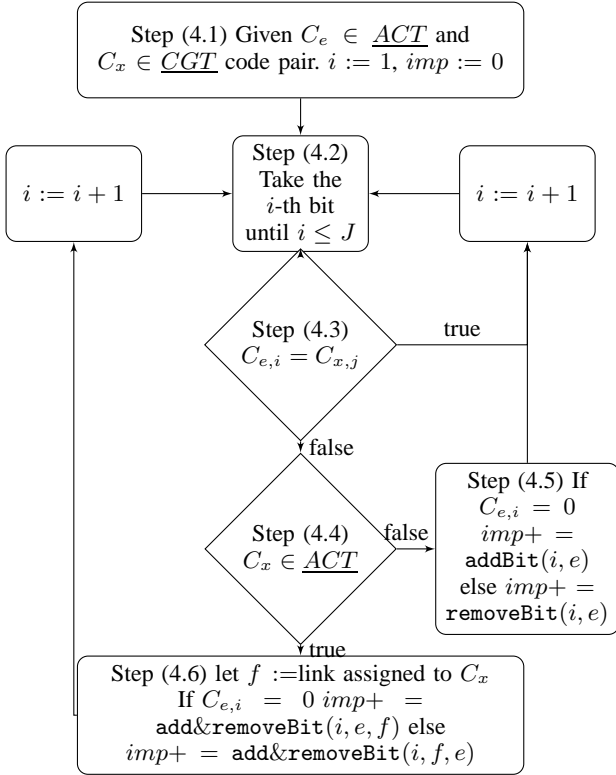 Step (4.1) Given C_e ∈ ACT and
C_x ∈ CGT code pair. i := 1, imp := 0
i := i + 1
Step (4.2)
Take the
i-th bit
until i ≤ J
i := i + 1
Step (4.3)
C_{e,i} = C_{x,j}
true
false
Step (4.4)
C_x ∈ ACT
false
Step (4.5) If
C_{e,i} = 0
imp+ =
addBit(i, e)
else imp+ =
removeBit(i, e)
true
Step (4.6) let f :=link assigned to C_x
If C_{e,i} = 0 imp+ =
add&removeBit(i, e, f) else
imp+ = add&removeBit(i, f, e)